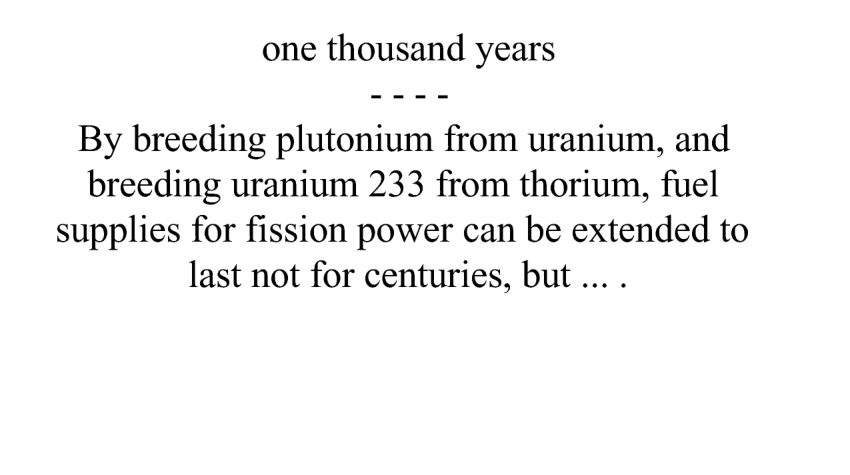 one thousand years
- - - -
By breeding plutonium from uranium, and
breeding uranium 233 from thorium, fuel
supplies for fission power can be extended to
last not for centuries, but ... .